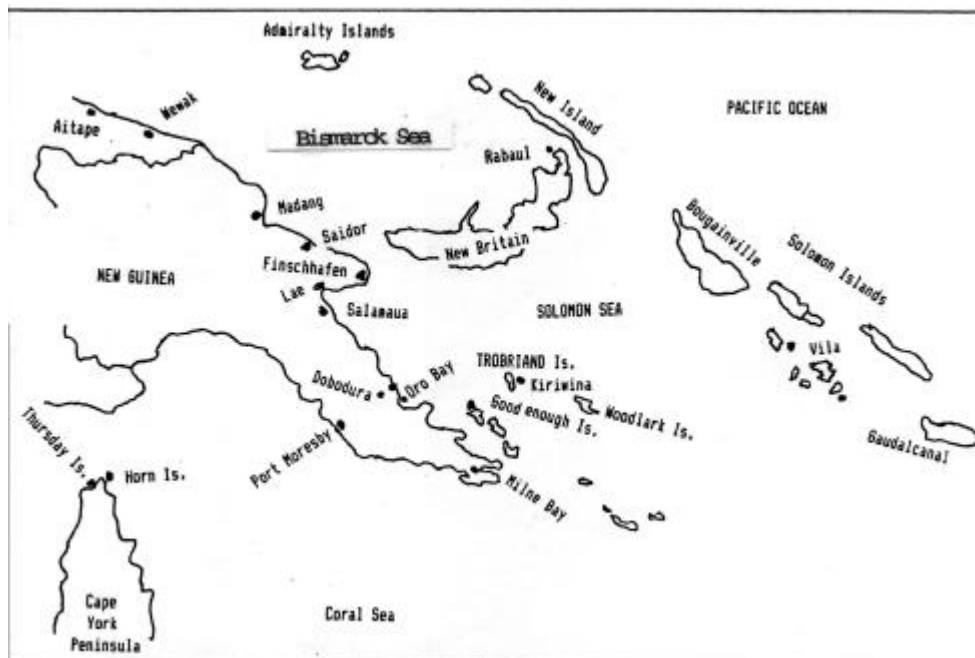 Admiralty Islands
New Island
PACIFIC OCEAN
Wewak
Aitape
Bismarck Sea
Rabaul
Madang
Saidor
New Britain
Bougainville
Solomon Islands
NEW GUINEA
Finschhafen
Lae
Salamaua
SOLOMON SEA
Vila
TROBRIAND Is.
Kiriwina
Dobodura
Oro Bay
Good enough Is.
Woodlark Is.
Gaudalcanal
Thursday Is.
Horn Is.
Port Moresby
Milne Bay
Cape
York
Peninsula
Coral Sea